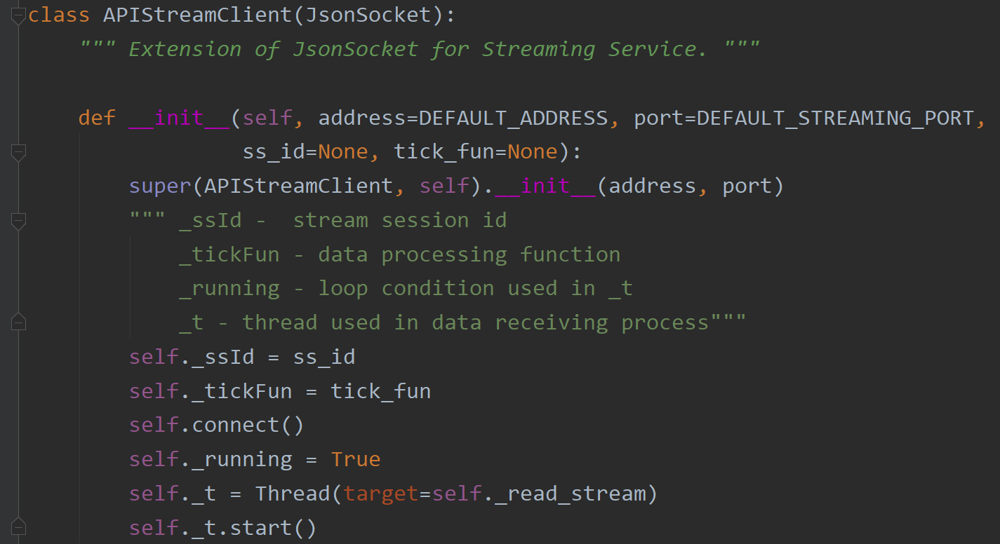 class APIStreamClient(JsonSocket):
    """ Extension of JsonSocket for Streaming Service. """

    def __init__(self, address=DEFAULT_ADDRESS, port=DEFAULT_STREAMING_PORT,
                 ss_id=None, tick_fun=None):
        super(APIStreamClient, self).__init__(address, port)
        """ _ssId -  stream session id
            _tickFun - data processing function
            _running - loop condition used in _t
            _t - thread used in data receiving process"""
        self._ssId = ss_id
        self._tickFun = tick_fun
        self.connect()
        self._running = True
        self._t = Thread(target=self._read_stream)
        self._t.start()